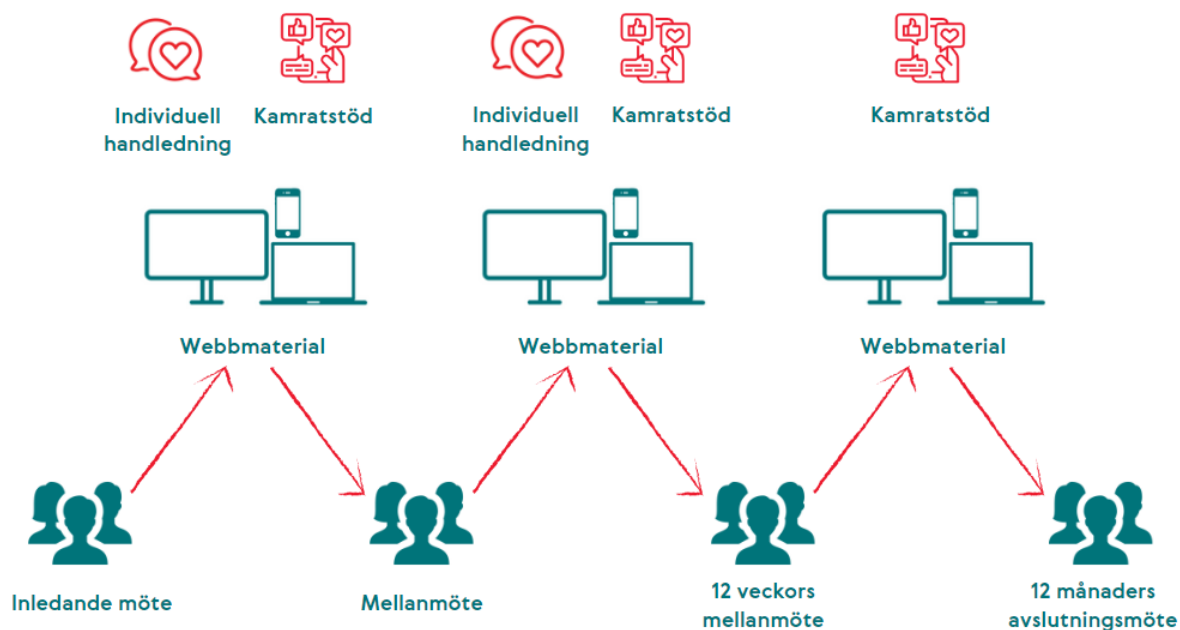 Individuell
handledning
Kamratstöd
Individuell
handledning
Kamratstöd
Kamratstöd
Webbmaterial
Webbmaterial
Webbmaterial
Inledande möte
Mellanmöte
12 veckors
mellanmöte
12 månaders
avslutningsmöte